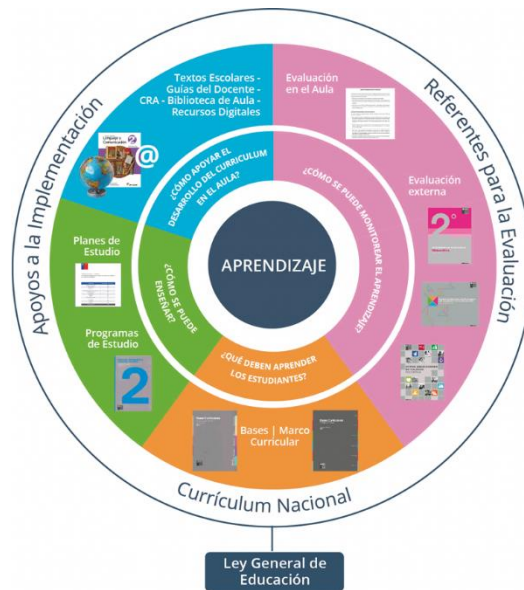 Apoyos a la Implementación
Referentes para la Evaluación
Textos Escolares -
Guías del Docente -
CRA - Biblioteca de Aula -
Recursos Digitales
Evaluación
en el Aula
Evaluación
externa
@
2°
Planes de
Estudio
Programas
de Estudio
2
¿CÓMO APOYAR EL
DESARROLLO DEL CURRICULUM
EN EL AULA?
¿CÓMO SE PUEDE MONITOREAR EL APRENDIZAJE?
¿CÓMO SE PUEDE
ENSEÑAR?
¿QUÉ DEBEN APRENDER
LOS ESTUDIANTES?
APRENDIZAJE
Bases | Marco
Curricular
Currículum Nacional
Ley General de
Educación